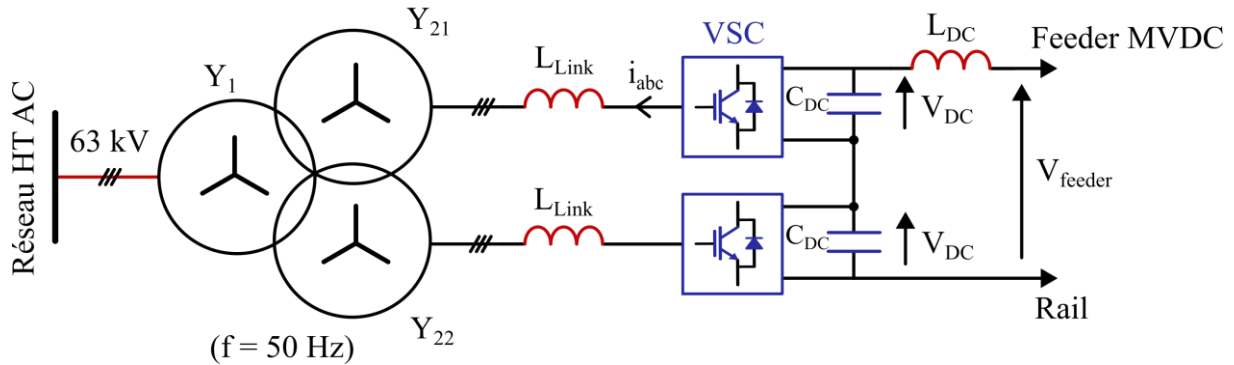 Réseau HT AC
63 kV
Y1
Y21
Y22
(f = 50 Hz)
LLink
iabc
VSC
CDC
VDC
LDC
Feeder MVDC
Vfeeder
LLink
CDC
VDC
Rail